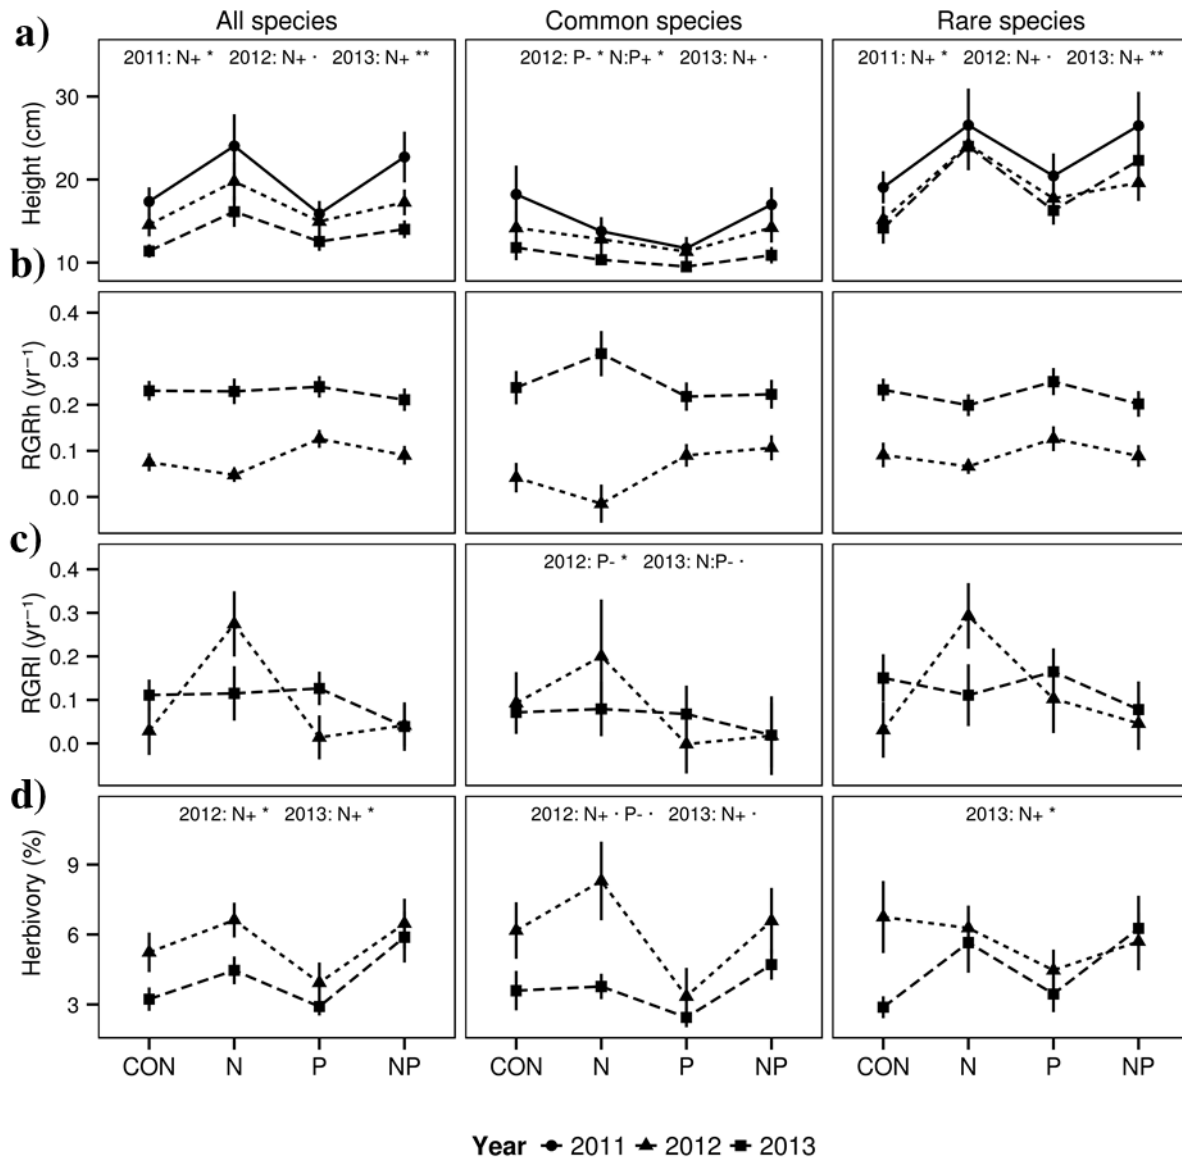 All species Common species Rare species
a)
2011: N+ * 2012: N+ · 2013: N+ **
2012: P- * N:P+ * 2013: N+ ·
2011: N+ * 2012: N+ · 2013: N+ **
Height (cm)
30
20
10
b)
RGRh (yr⁻¹)
0.4
0.3
0.2
0.1
0.0
c)
2012: P- * 2013: N:P- ·
RGRl (yr⁻¹)
0.4
0.3
0.2
0.1
0.0
d)
2012: N+ * 2013: N+ *
2012: N+ · P- · 2013: N+ ·
2013: N+ *
Herbivory (%)
9
6
3
CON N P NP CON N P NP CON N P NP
Year 2011 2012 2013